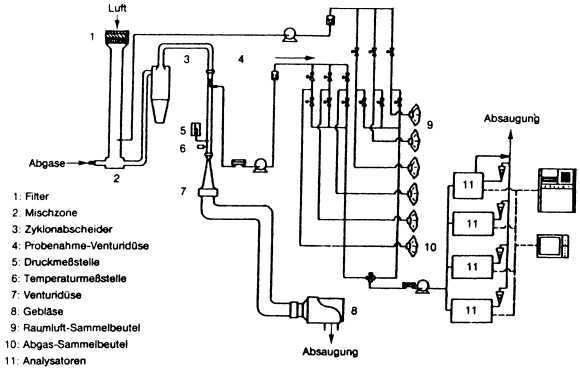 Luft
1
3
4
5
6
Abgase
2
7
9
10
Absaugung
11
11
11
11
8
Absaugung
1: Filter
2: Mischzone
3: Zyklonabscheider
4: Probenahme-Venturidüse
5: Druckmeßstelle
6: Temperaturmeßstelle
7: Venturidüse
8: Gebläse
9: Raumluft-Sammelbeutel
10: Abgas-Sammelbeutel
11: Analysatoren